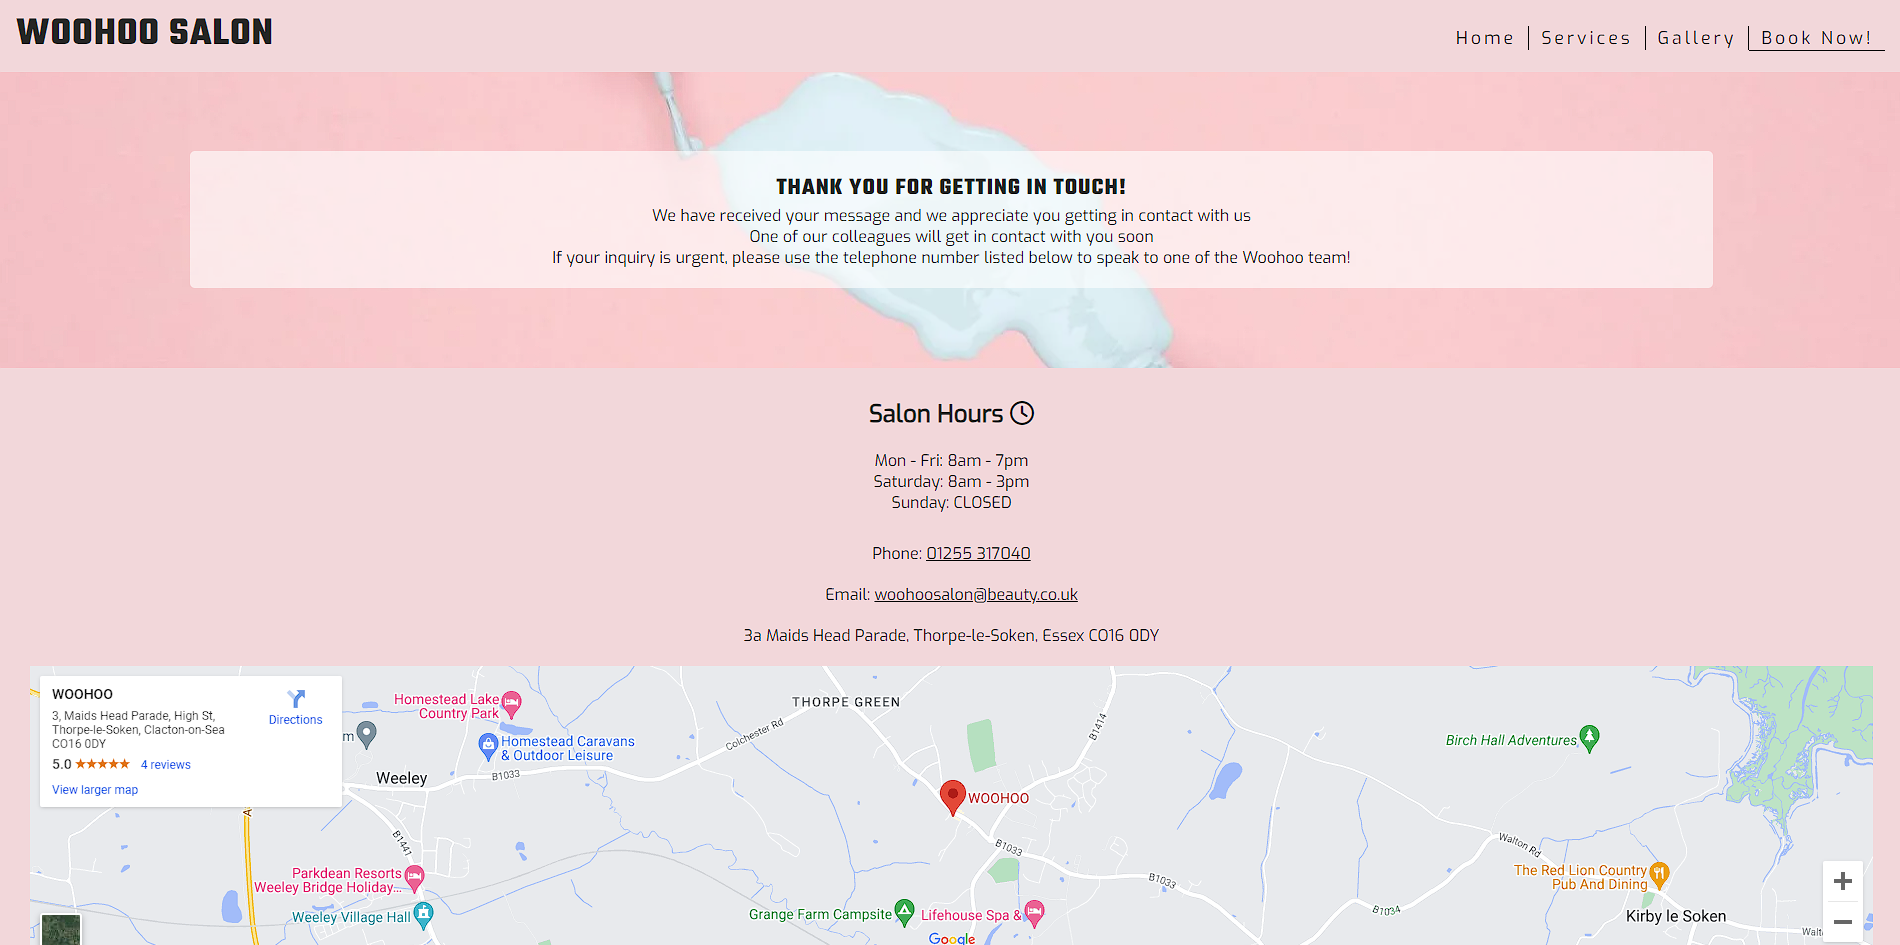 WOOHOO SALON
Home
Services
Gallery
Book Now!
THANK YOU FOR GETTING IN TOUCH!
We have received your message and we appreciate you getting in contact with us
One of our colleagues will get in contact with you soon
If your inquiry is urgent, please use the telephone number listed below to speak to one of the Woohoo team!
Salon Hours
Mon - Fri: 8am - 7pm
Saturday: 8am - 3pm
Sunday: CLOSED
Phone: 01255 317040
Email: woohoosalon@beauty.co.uk
3a Maids Head Parade, Thorpe-le-Soken, Essex CO16 0DY
WOOHOO
3, Maids Head Parade, High St,
Thorpe-le-Soken, Clacton-on-Sea
CO16 0DY
5.0
4 reviews
View larger map
Directions
Homestead Lake
Country Park
m
Homestead Caravans
& Outdoor Leisure
Weeley
B1033
Colchester Rd
THORPE GREEN
B1414
Birch Hall Adventures
WOOHOO
A
B1441
B1033
B1033
Walton Rd
Parkdean Resorts
Weeley Bridge Holiday...
Weeley Village Hall
Grange Farm Campsite
Lifehouse Spa &
Google
The Red Lion Country
Pub And Dining
B1034
Kirby le Soken
Walt